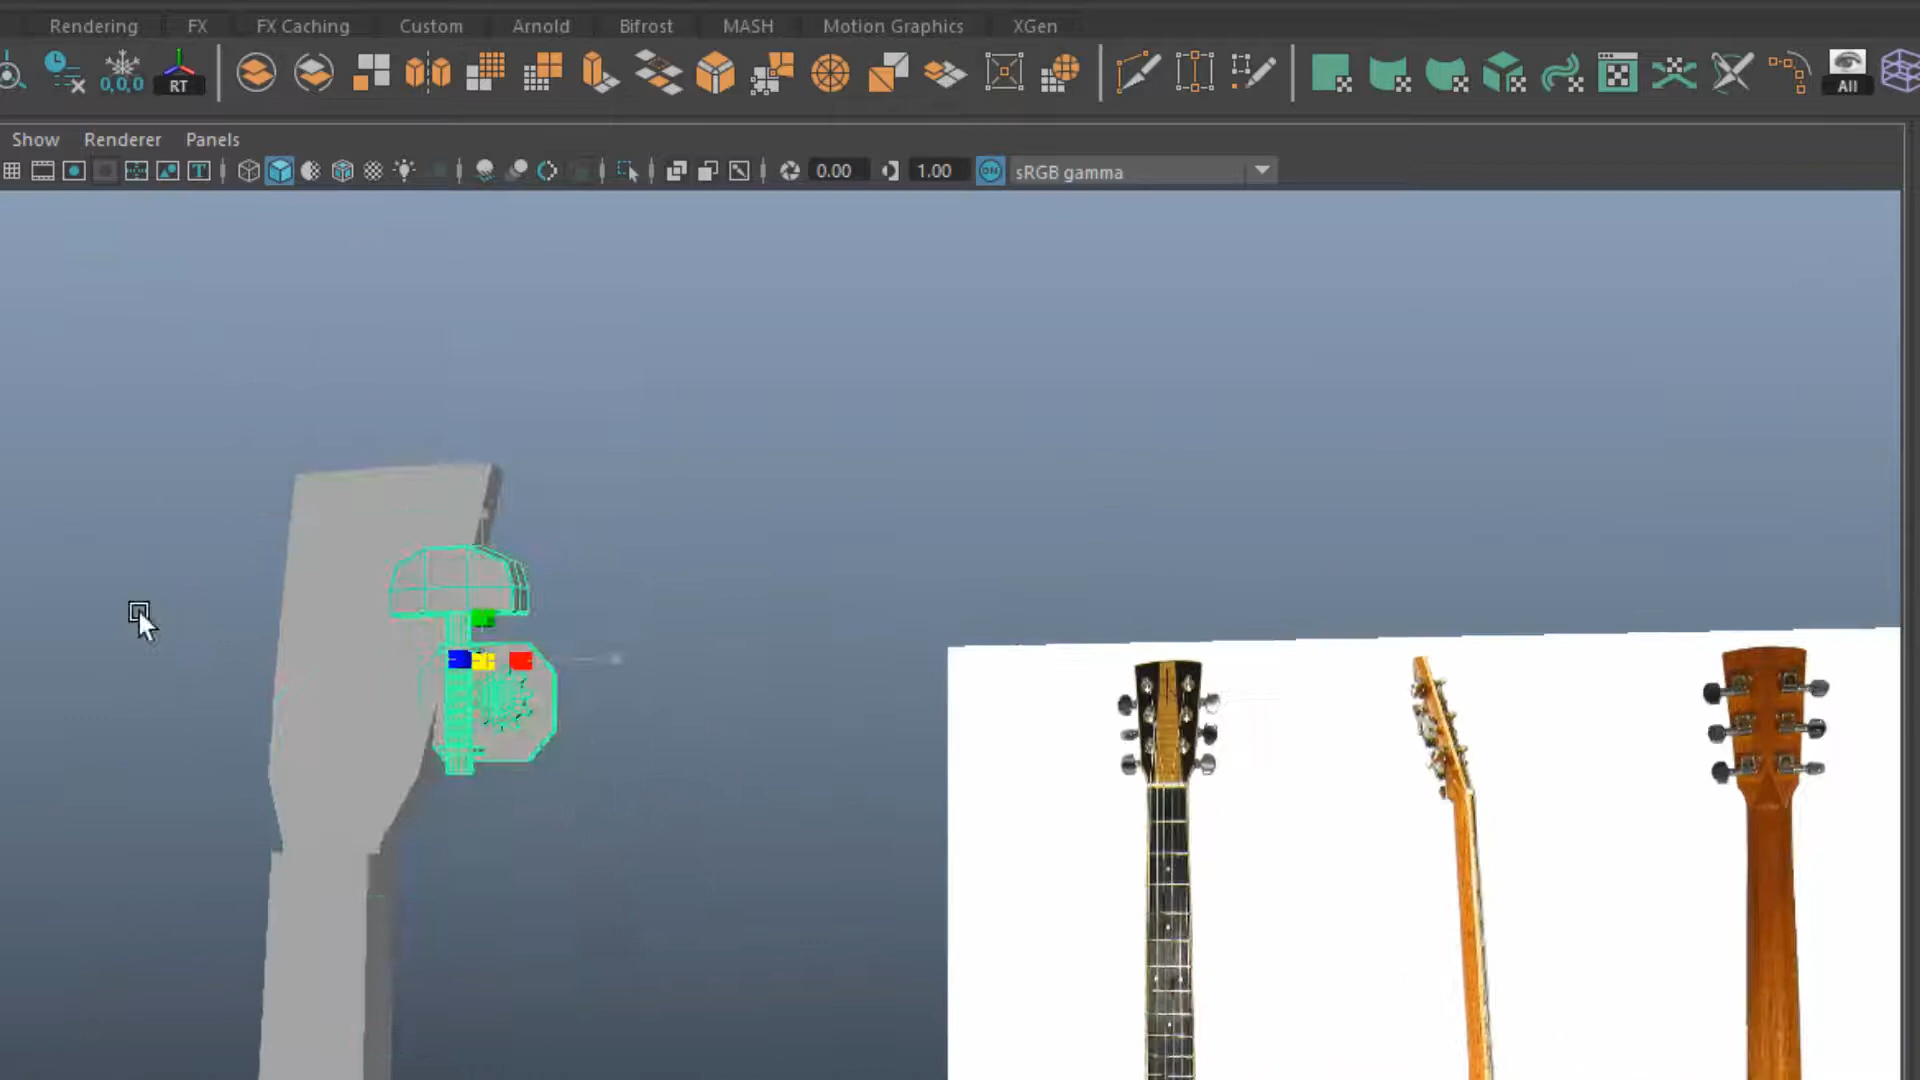 Rendering FX FX Caching Custom Arnold Bifrost MASH Motion Graphics XGen
0,0,0 RT All
Show Renderer Panels
T 0.00 1.00 ON sRGB gamma